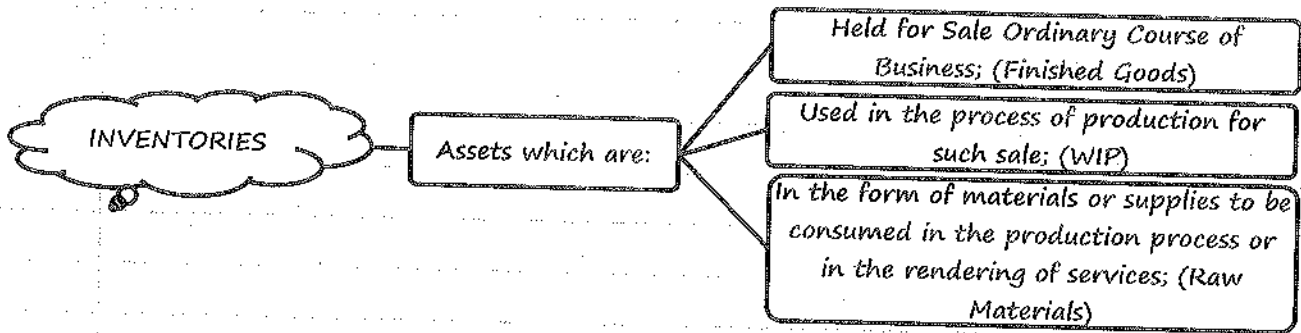 INVENTORIES
Assets which are:
Held for Sale Ordinary Course of
Business; (Finished Goods)
Used in the process of production for
such sale; (WIP)
In the form of materials or supplies to be
consumed in the production process or
in the rendering of services; (Raw
Materials)